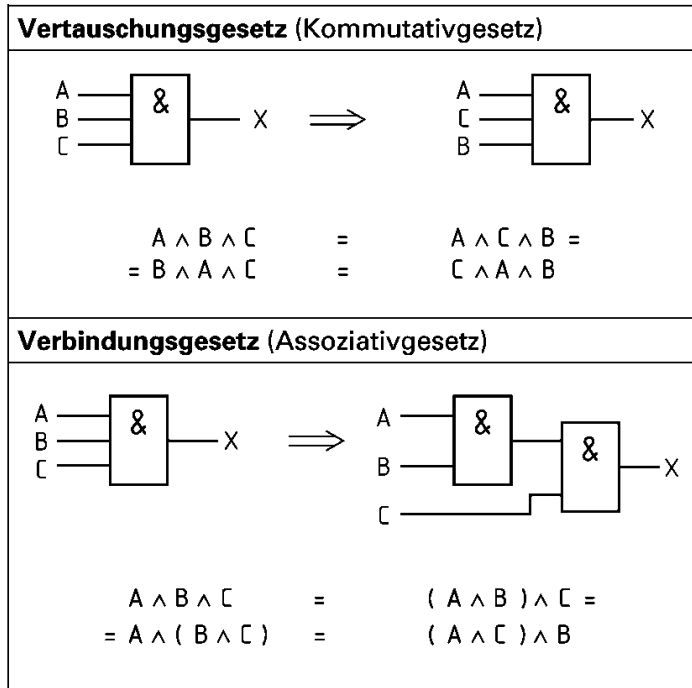 Vertauschungsgesetz (Kommutativgesetz)
A & A &
B X ⟹ C X
C B
A ∧ B ∧ C = A ∧ C ∧ B =
= B ∧ A ∧ C = C ∧ A ∧ B
Verbindungsgesetz (Assoziativgesetz)
A & A &
B X ⟹ B & X
C C
A ∧ B ∧ C = ( A ∧ B ) ∧ C =
= A ∧ ( B ∧ C ) = ( A ∧ C ) ∧ B